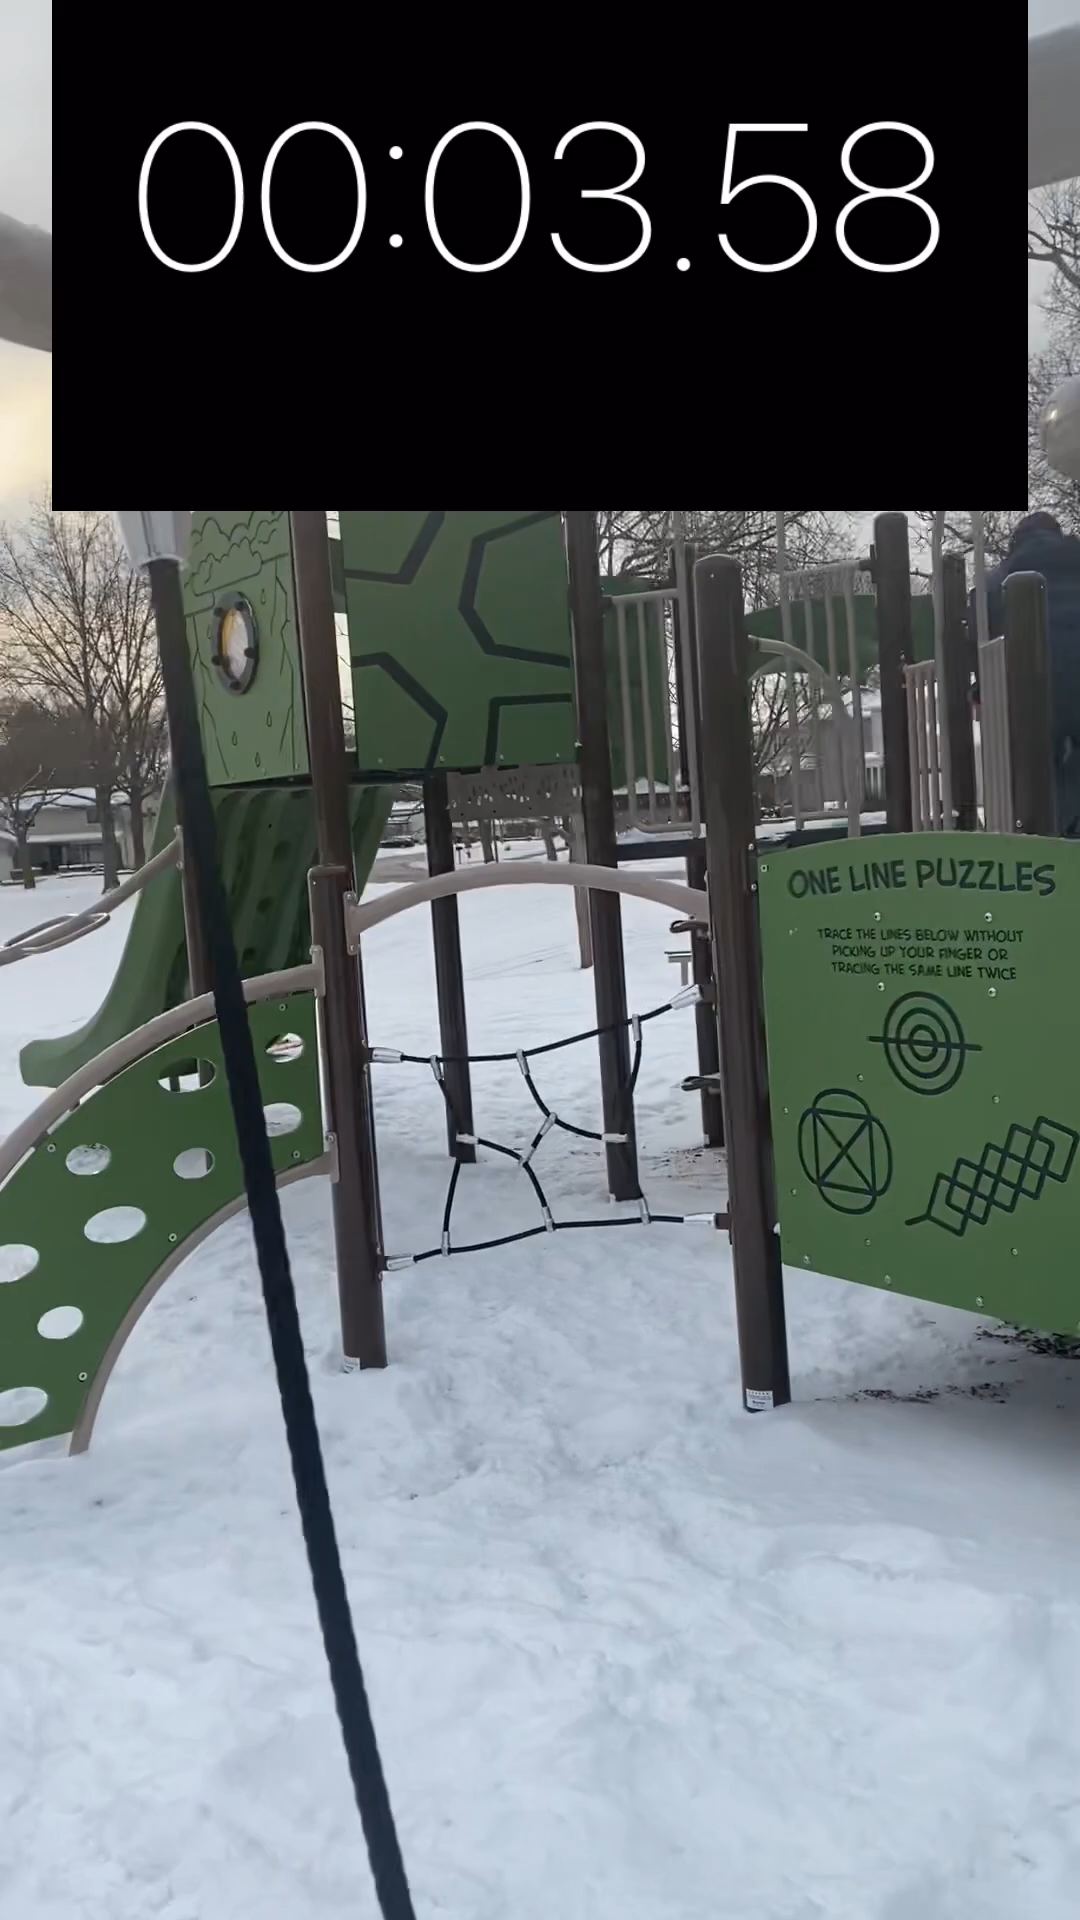 00:03.58
ONE LINE PUZZLES
TRACE THE LINES BELOW WITHOUT
PICKING UP YOUR FINGER OR
TRACING THE SAME LINE TWICE